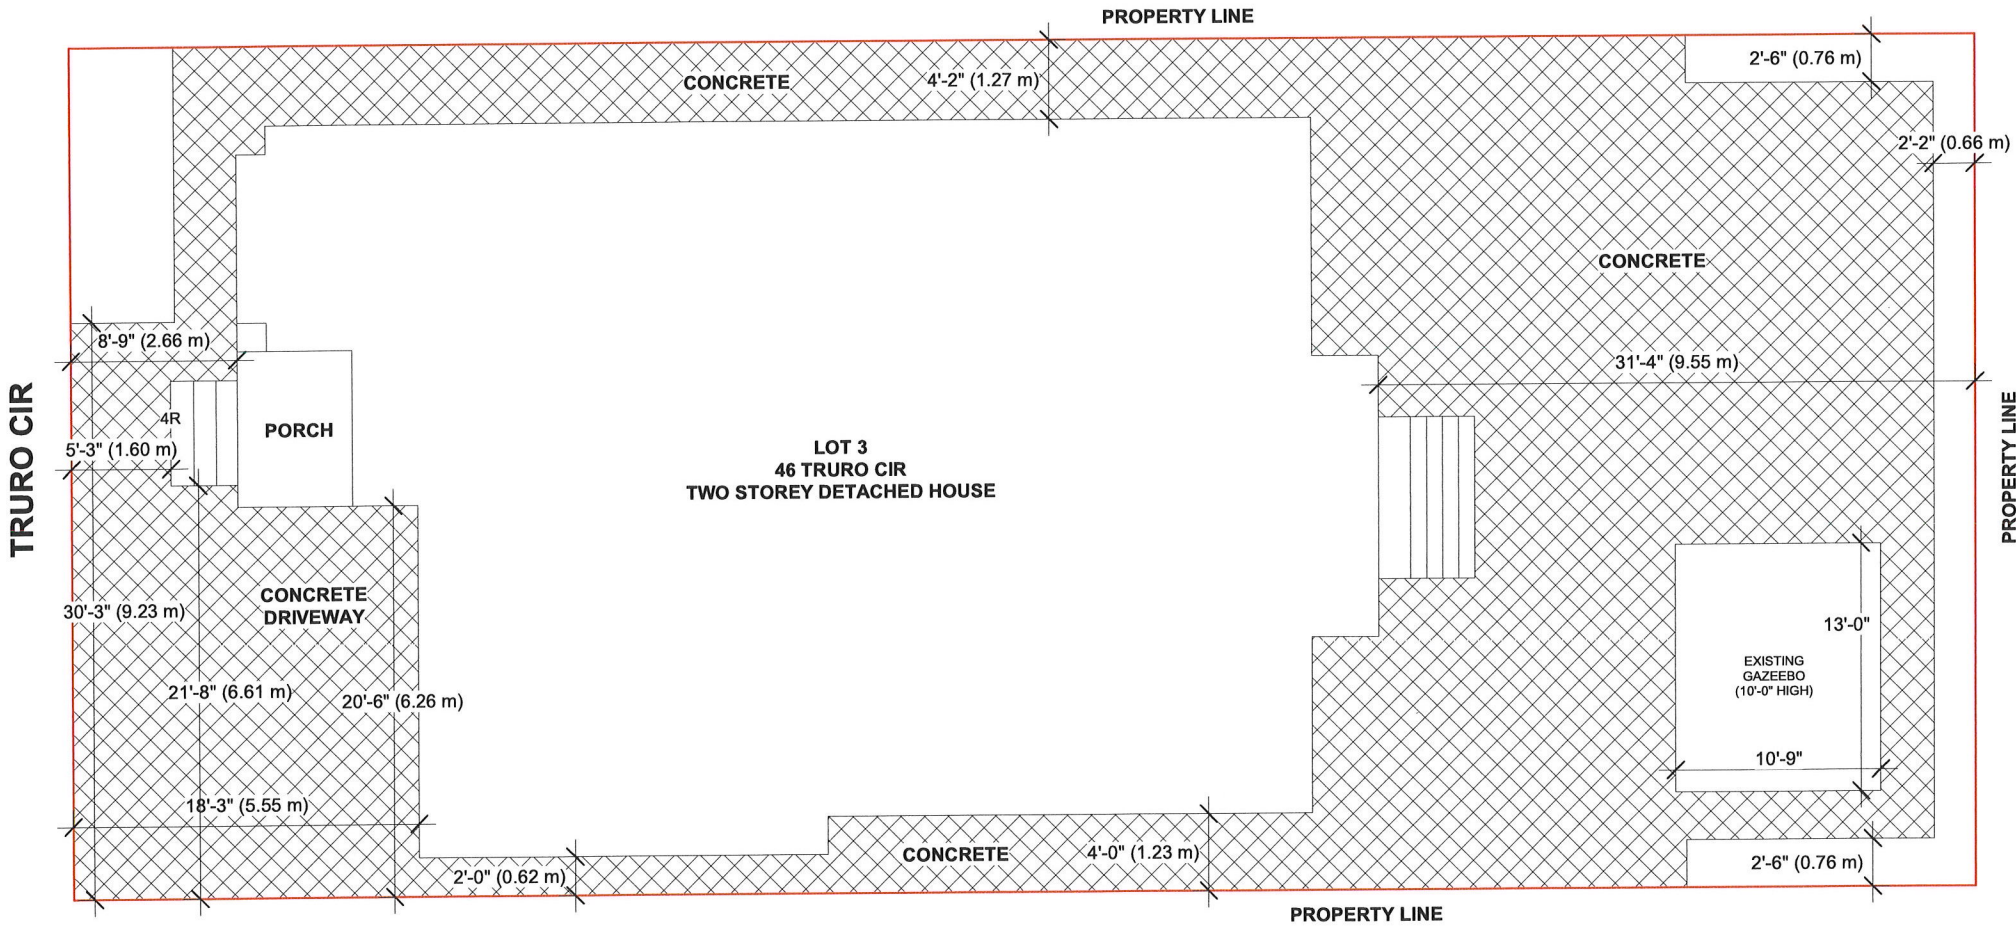 PROPERTY LINE
2'-6" (0.76 m)
CONCRETE
4'-2" (1.27 m)
2'-2" (0.66 m)
CONCRETE
8'-9" (2.66 m)
31'-4" (9.55 m)
TRURO CIR
4R
PORCH
5'-3" (1.60 m)
LOT 3
46 TRURO CIR
TWO STOREY DETACHED HOUSE
PROPERTY LINE
CONCRETE
DRIVEWAY
30'-3" (9.23 m)
13'-0"
EXISTING
GAZEEBO
(10'-0" HIGH)
21'-8" (6.61 m)
20'-6" (6.26 m)
10'-9"
18'-3" (5.55 m)
CONCRETE
4'-0" (1.23 m)
2'-6" (0.76 m)
2'-0" (0.62 m)
PROPERTY LINE